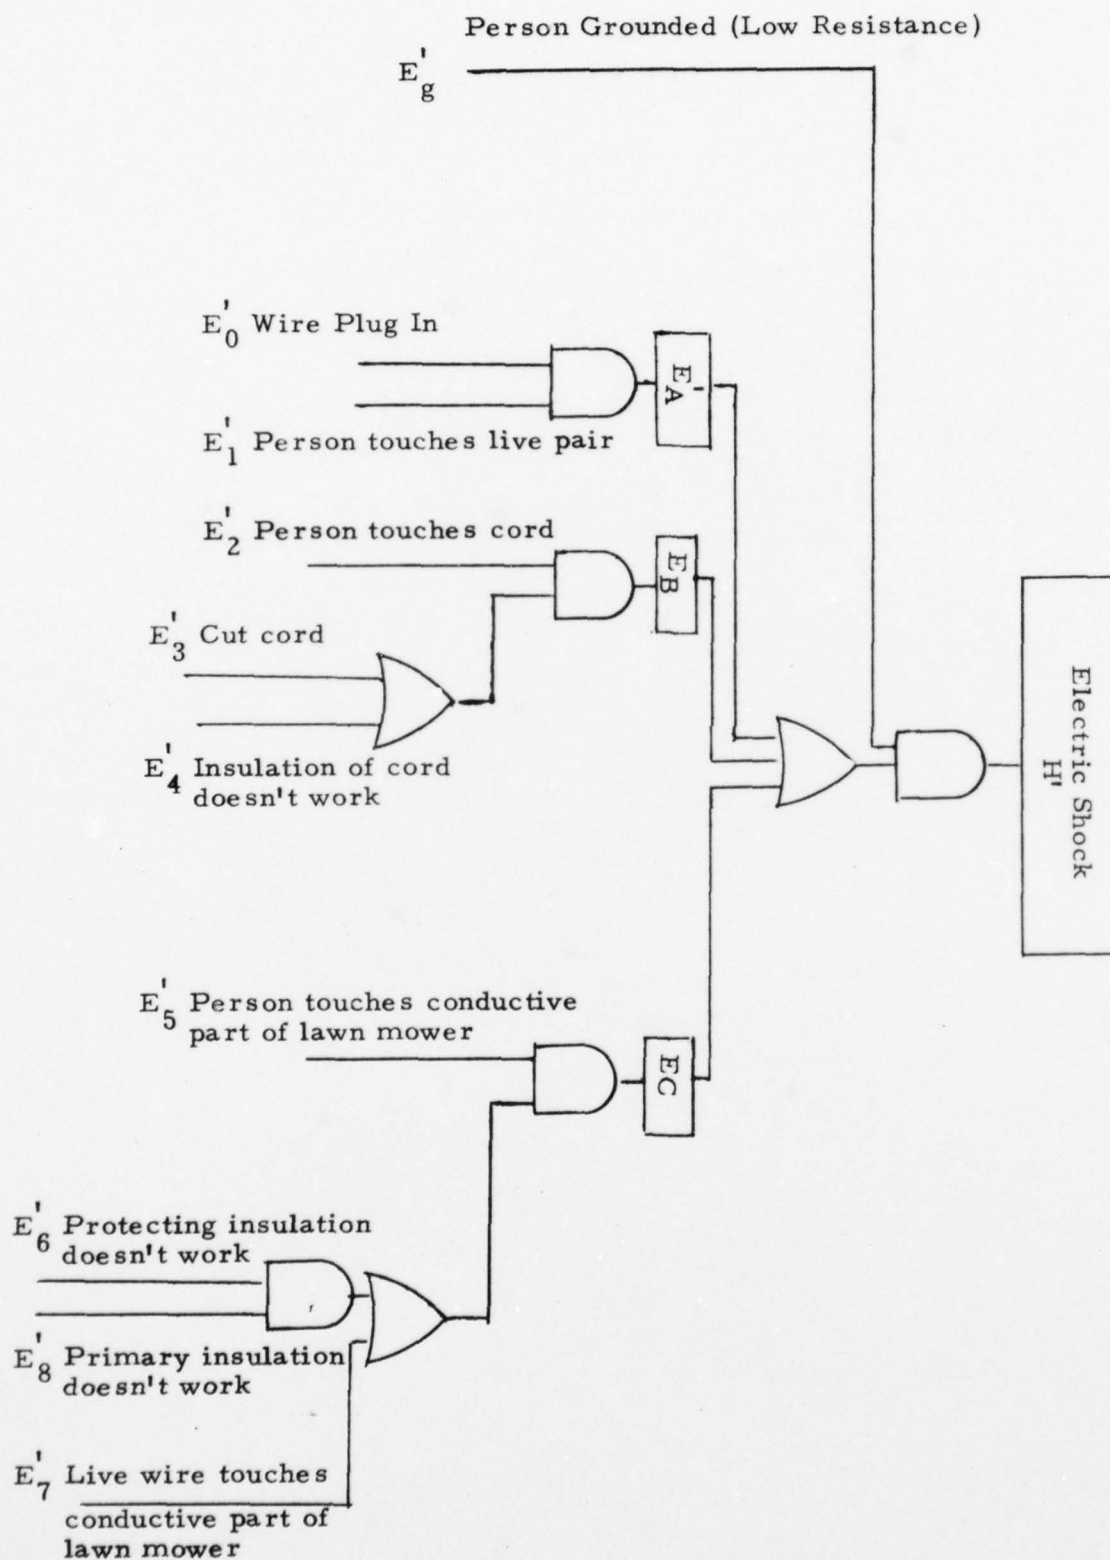 Person Grounded (Low Resistance)
E'g
E'0 Wire Plug In
E'A
E'1 Person touches live pair
E'2 Person touches cord
EB
E'3 Cut cord
E'4 Insulation of cord
doesn't work
Electric Shock
H'
E'5 Person touches conductive
part of lawn mower
EC
E'6 Protecting insulation
doesn't work
E'8 Primary insulation
doesn't work
E'7 Live wire touches
conductive part of
lawn mower